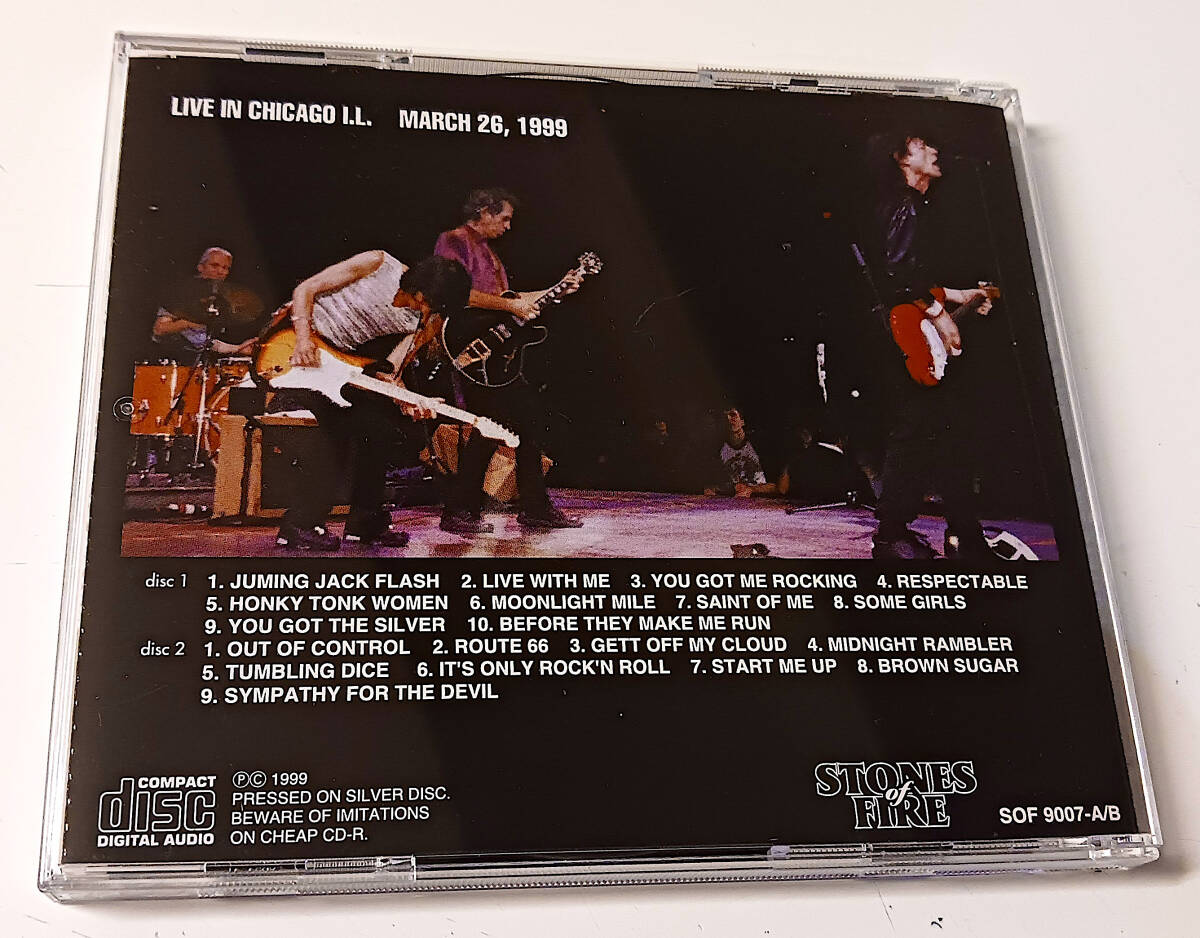 LIVE IN CHICAGO I.L. MARCH 26, 1999
disc 1 1. JUMING JACK FLASH 2. LIVE WITH ME 3. YOU GOT ME ROCKING 4. RESPECTABLE
5. HONKY TONK WOMEN 6. MOONLIGHT MILE 7. SAINT OF ME 8. SOME GIRLS
9. YOU GOT THE SILVER 10. BEFORE THEY MAKE ME RUN
disc 2 1. OUT OF CONTROL 2. ROUTE 66 3. GETT OFF MY CLOUD 4. MIDNIGHT RAMBLER
5. TUMBLING DICE 6. IT'S ONLY ROCK'N ROLL 7. START ME UP 8. BROWN SUGAR
9. SYMPATHY FOR THE DEVIL
COMPACT
disc
DIGITAL AUDIO
ⓅⒸ 1999
PRESSED ON SILVER DISC.
BEWARE OF IMITATIONS
ON CHEAP CD-R.
STONES
of
FIRE
SOF 9007-A/B